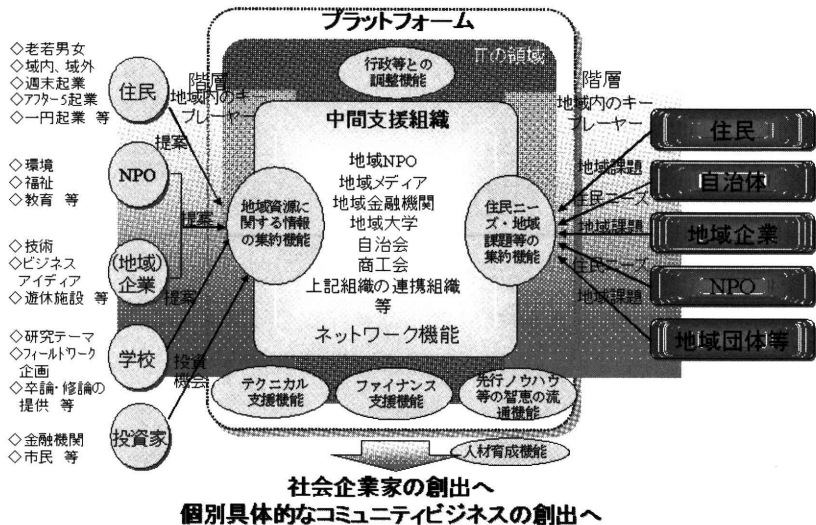 プラットフォーム
ITの領域
行政等との
調整機能
◇老若男女
◇域内、域外
◇週末起業
◇アフター5起業
◇一円起業 等
住民
階層
地域内のキー
プレーヤー
提案
◇環境
◇福祉
◇教育 等
NPO
提案
◇技術
◇ビジネス
アイディア
◇遊休施設 等
(地域)
企業
提案
◇研究テーマ
◇フィールドワーク
企画
◇卒論・修論の
提供 等
学校
投資
機会
◇金融機関
◇市民 等
投資家
地域資源に
関する情報
の集約機能
中間支援組織
地域NPO
地域メディア
地域金融機関
地域大学
自治会
商工会
上記組織の連携組織
等
ネットワーク機能
住民ニー
ズ・地域
課題等の
集約機能
階層
地域内のキー
プレーヤー
地域課題
住民ニーズ
地域課題
住民ニーズ
地域課題
住民
自治体
地域企業
NPO
地域団体等
テクニカル
支援機能
ファイナンス
支援機能
先行ノウハウ
等の智恵の流
通機能
人材育成機能
社会企業家の創出へ
個別具体的なコミュニティビジネスの創出へ